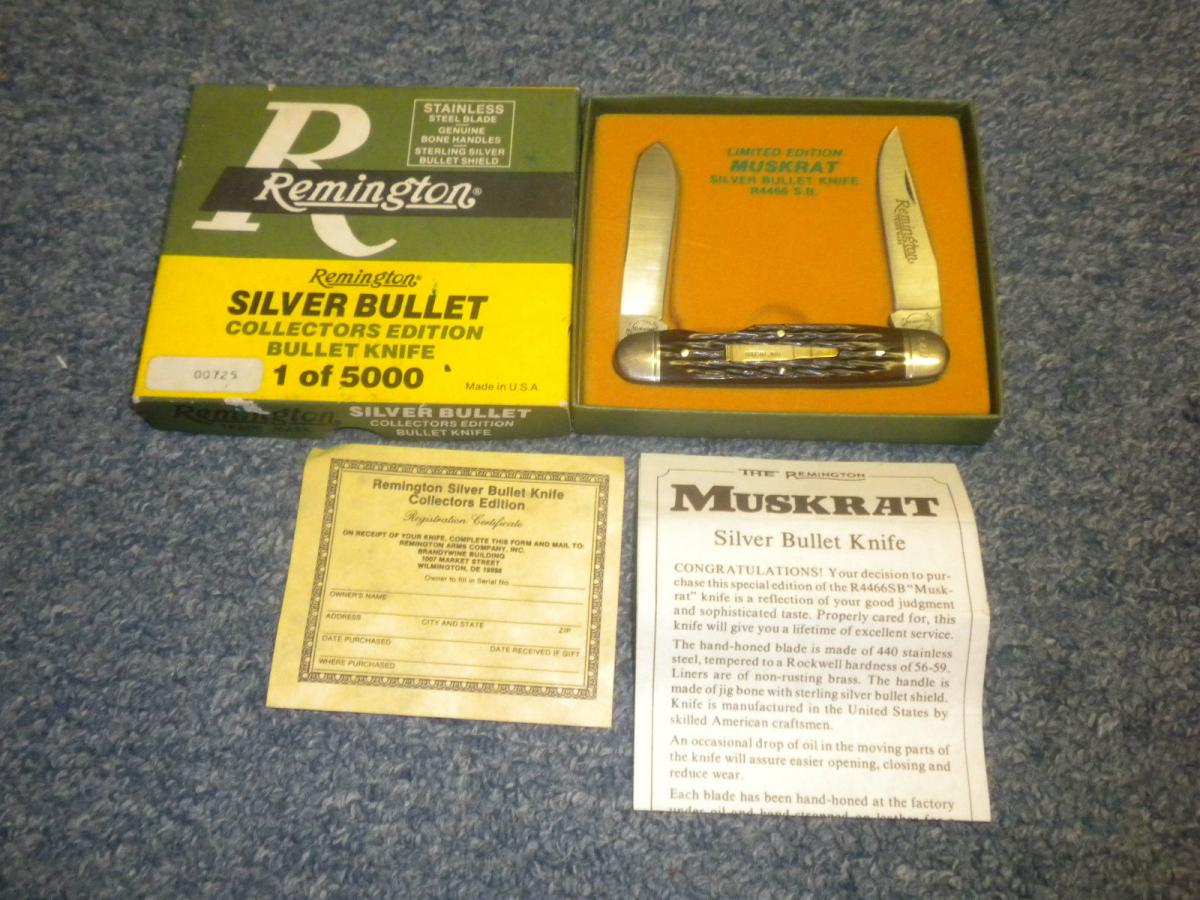 R
STAINLESS
STEEL BLADE
GENUINE
BONE HANDLES
STERLING SILVER
BULLET SHIELD
Remington®
Remington®
SILVER BULLET
COLLECTORS EDITION
BULLET KNIFE
00725
1 of 5000
Made in U.S.A.
Remington®
SILVER BULLET
COLLECTORS EDITION
BULLET KNIFE
LIMITED EDITION
MUSKRAT
SILVER BULLET KNIFE
R4466 S.B.
Remington
Remington Silver Bullet Knife
Collectors Edition
Registration Certificate
ON RECEIPT OF YOUR KNIFE, COMPLETE THIS FORM AND MAIL TO:
REMINGTON ARMS COMPANY, INC.
BRANDYWINE BUILDING
1007 MARKET STREET
WILMINGTON, DE 19898
Owner to fill in Serial No.
OWNER'S NAME
ADDRESS CITY AND STATE ZIP
DATE PURCHASED DATE RECEIVED IF GIFT
WHERE PURCHASED
THE REMINGTON
MUSKRAT
Silver Bullet Knife
CONGRATULATIONS! Your decision to pur-
chase this special edition of the R4466SB "Musk-
rat" knife is a reflection of your good judgment
and sophisticated taste. Properly cared for, this
knife will give you a lifetime of excellent service.
The hand-honed blade is made of 440 stainless
steel, tempered to a Rockwell hardness of 56-59.
Liners are of non-rusting brass. The handle is
made of jig bone with sterling silver bullet shield.
Knife is manufactured in the United States by
skilled American craftsmen.
An occasional drop of oil in the moving parts of
the knife will assure easier opening, closing and
reduce wear.
Each blade has been hand-honed at the factory
under oil and hand stropped on leather for